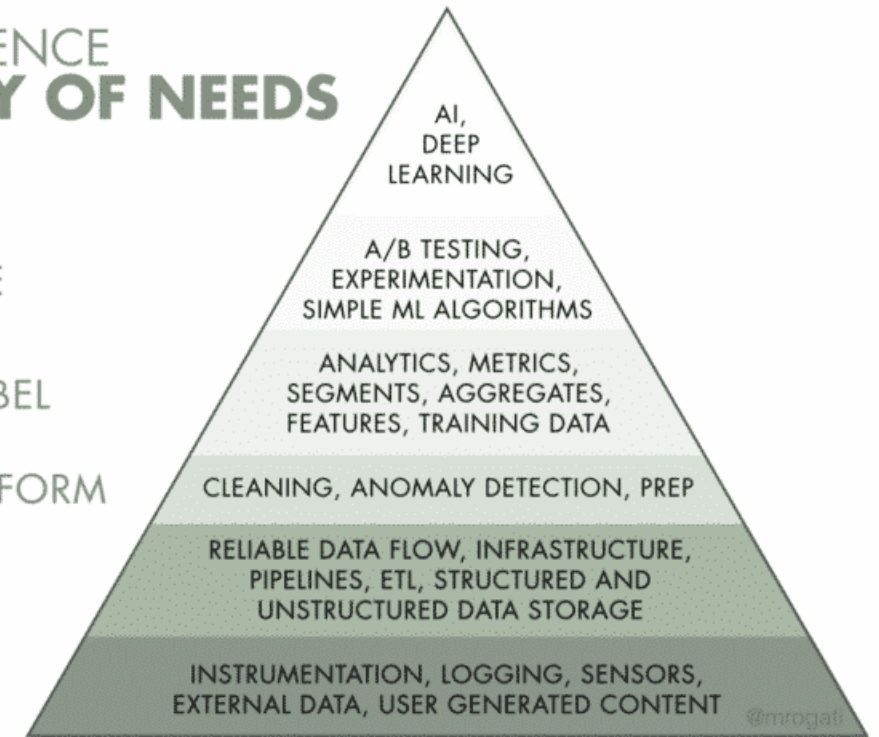 ENCE
Y OF NEEDS
AI,
DEEP
LEARNING
A/B TESTING,
EXPERIMENTATION,
SIMPLE ML ALGORITHMS
E
ANALYTICS, METRICS,
SEGMENTS, AGGREGATES,
FEATURES, TRAINING DATA
BEL
CLEANING, ANOMALY DETECTION, PREP
FORM
RELIABLE DATA FLOW, INFRASTRUCTURE,
PIPELINES, ETL, STRUCTURED AND
UNSTRUCTURED DATA STORAGE
INSTRUMENTATION, LOGGING, SENSORS,
EXTERNAL DATA, USER GENERATED CONTENT
@mrogati